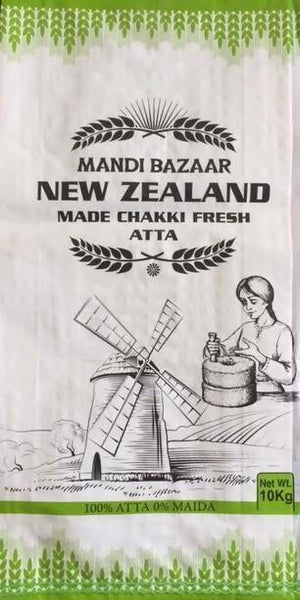 MANDI BAZAAR
NEW ZEALAND
MADE CHAKKI FRESH
ATTA
Net Wt.
10Kg
100% ATTA 0% MAIDA